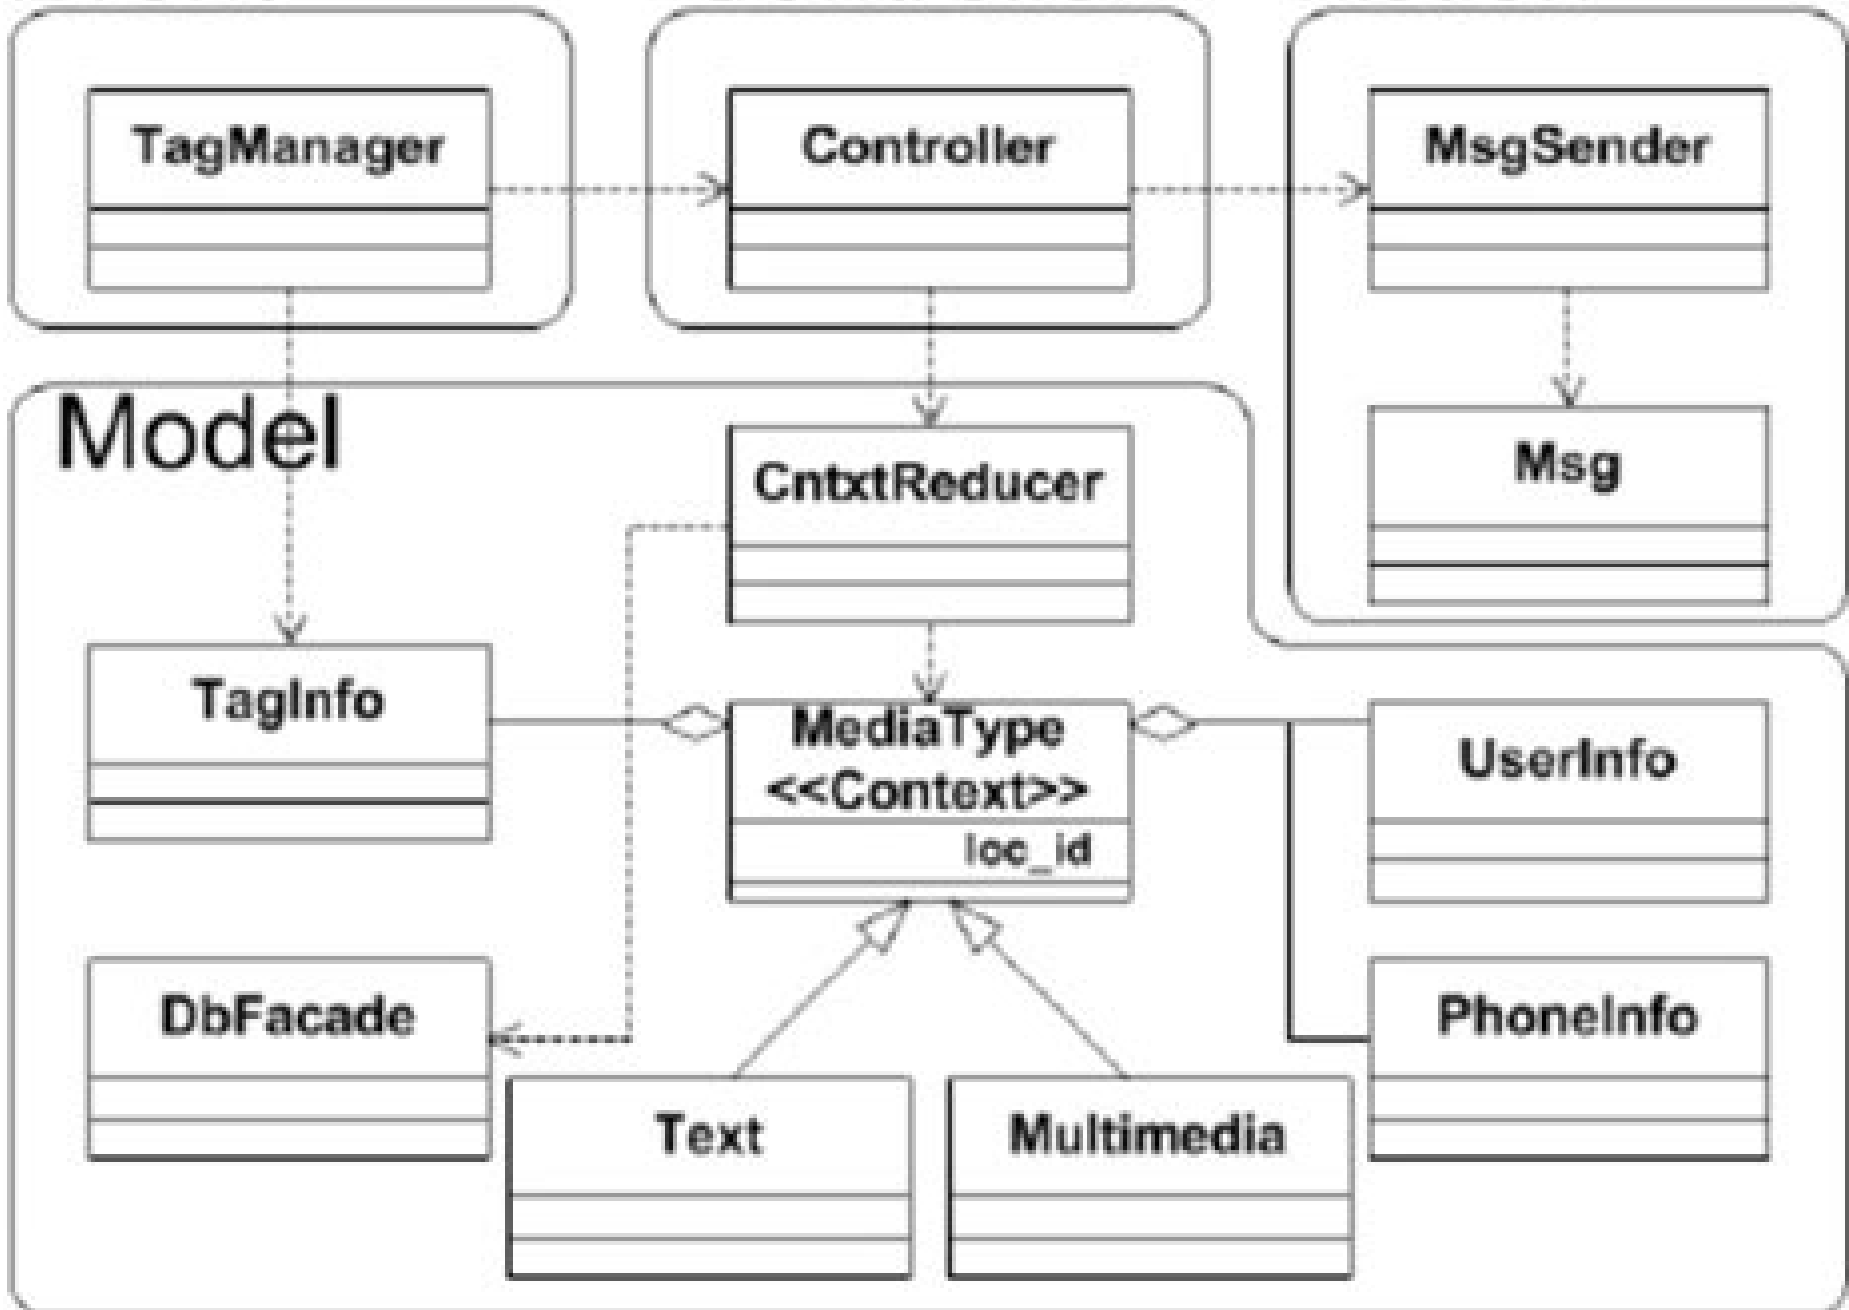 TagManager
Controller
MsgSender
Model
CntxtReducer
Msg
TagInfo
MediaType
<<Context>>
loc_id
UserInfo
DbFacade
PhoneInfo
Text
Multimedia